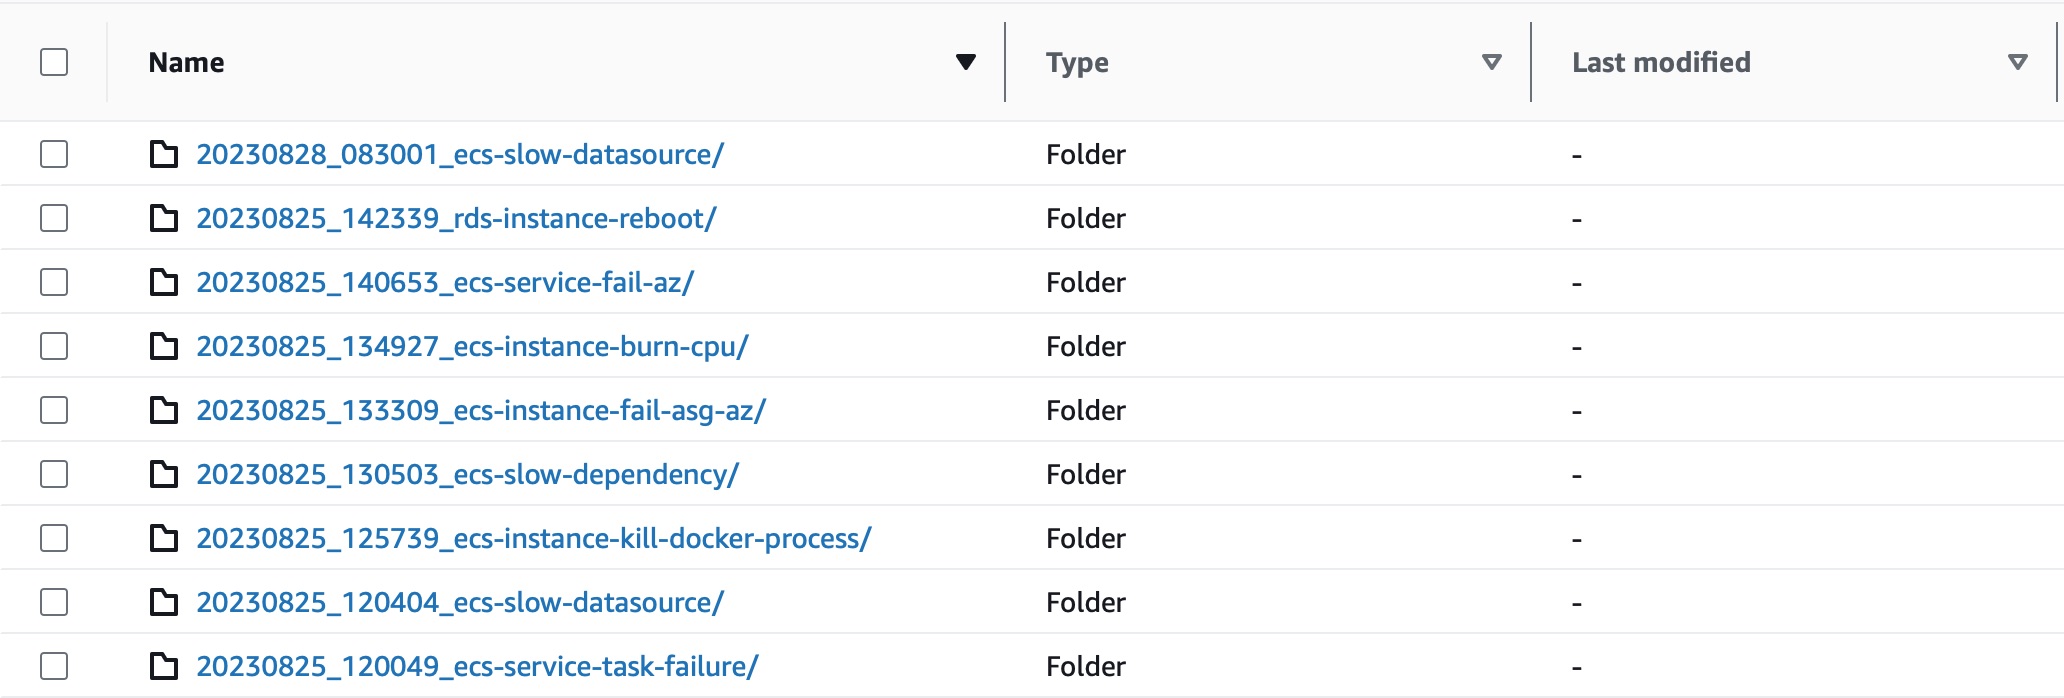 Name Type Last modified
20230828_083001_ecs-slow-datasource/ Folder -
20230825_142339_rds-instance-reboot/ Folder -
20230825_140653_ecs-service-fail-az/ Folder -
20230825_134927_ecs-instance-burn-cpu/ Folder -
20230825_133309_ecs-instance-fail-asg-az/ Folder -
20230825_130503_ecs-slow-dependency/ Folder -
20230825_125739_ecs-instance-kill-docker-process/ Folder -
20230825_120404_ecs-slow-datasource/ Folder -
20230825_120049_ecs-service-task-failure/ Folder -